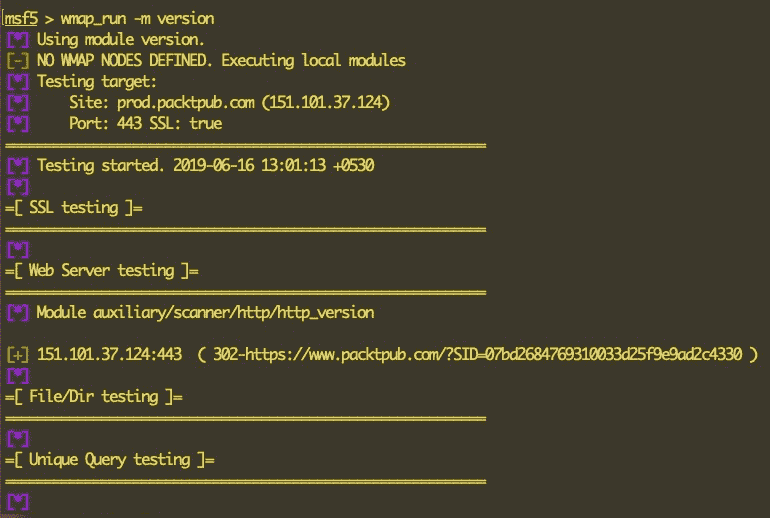 msf5 > wmap_run -m version
[*] Using module version.
[-] NO WMAP NODES DEFINED. Executing local modules
[*] Testing target:
[*]     Site: prod.packtpub.com (151.101.37.124)
[*]     Port: 443 SSL: true
============================================================
[*] Testing started. 2019-06-16 13:01:13 +0530
[*]
=[ SSL testing ]=
============================================================
[*]
=[ Web Server testing ]=
============================================================
[*] Module auxiliary/scanner/http/http_version
[+] 151.101.37.124:443  ( 302-https://www.packtpub.com/?SID=07bd2684769310033d25f9e9ad2c4330 )
[*]
=[ File/Dir testing ]=
============================================================
[*]
=[ Unique Query testing ]=
============================================================
[*]